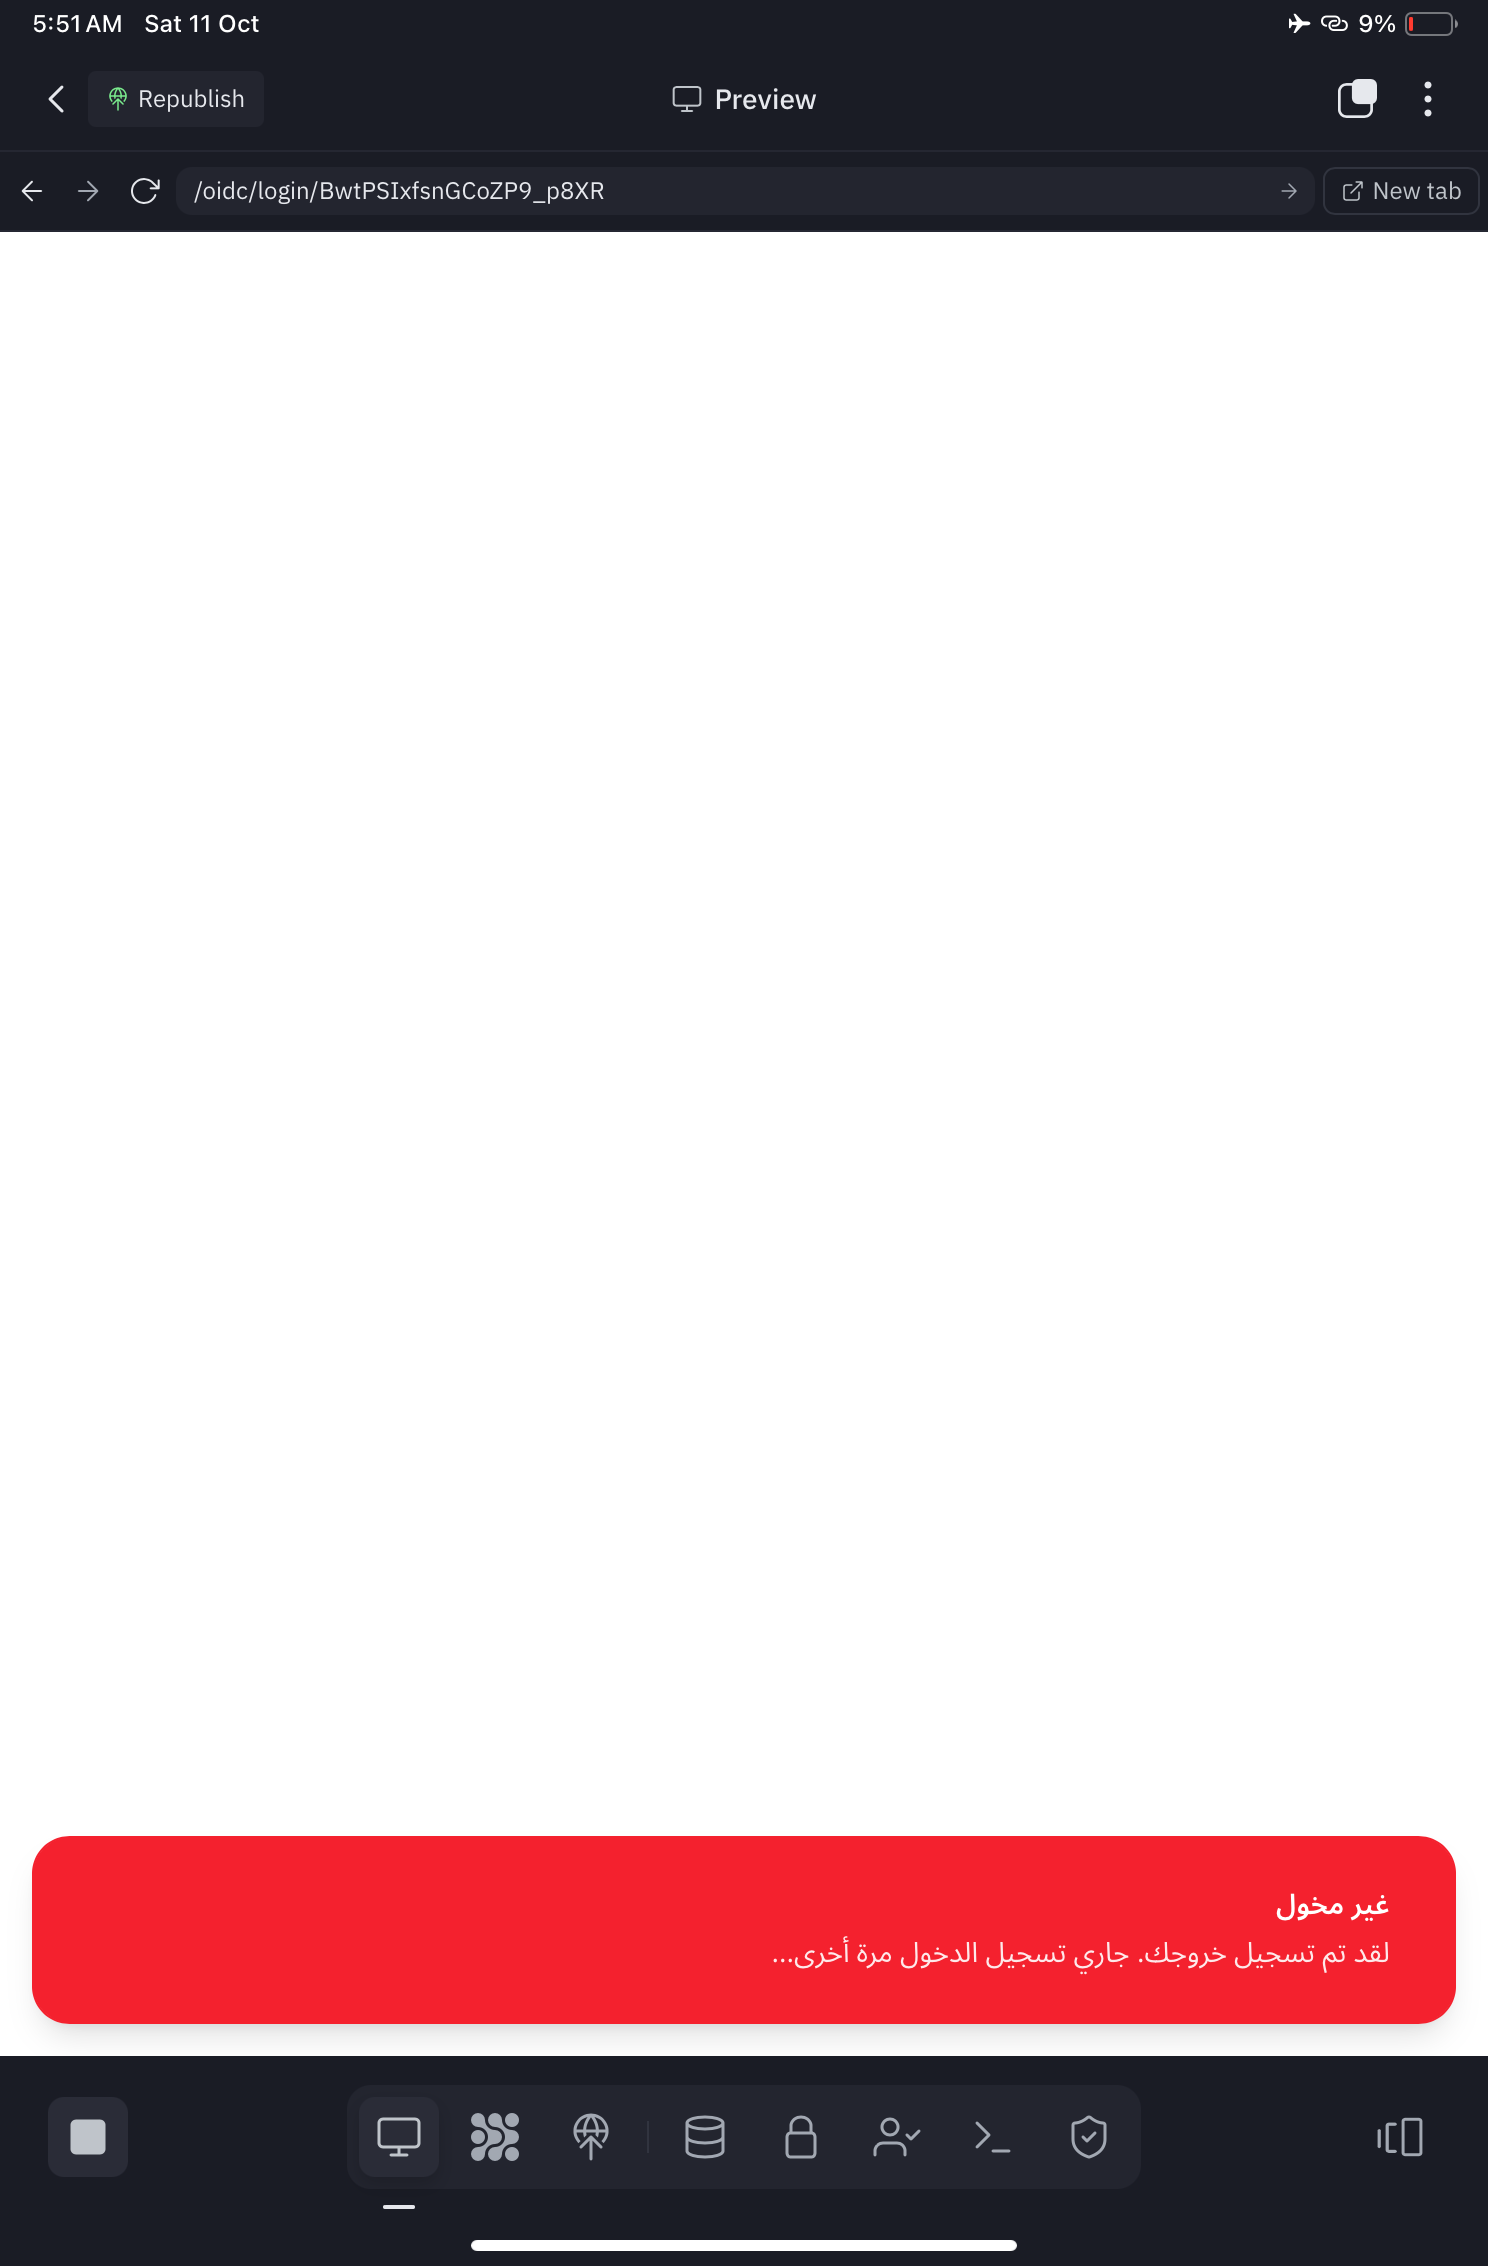 5:51 AM Sat 11 Oct
9%
Republish
Preview
/oidc/login/BwtPSIxfsnGCoZP9_p8XR
New tab
غير مخول
لقد تم تسجيل خروجك. جاري تسجيل الدخول مرة أخرى...